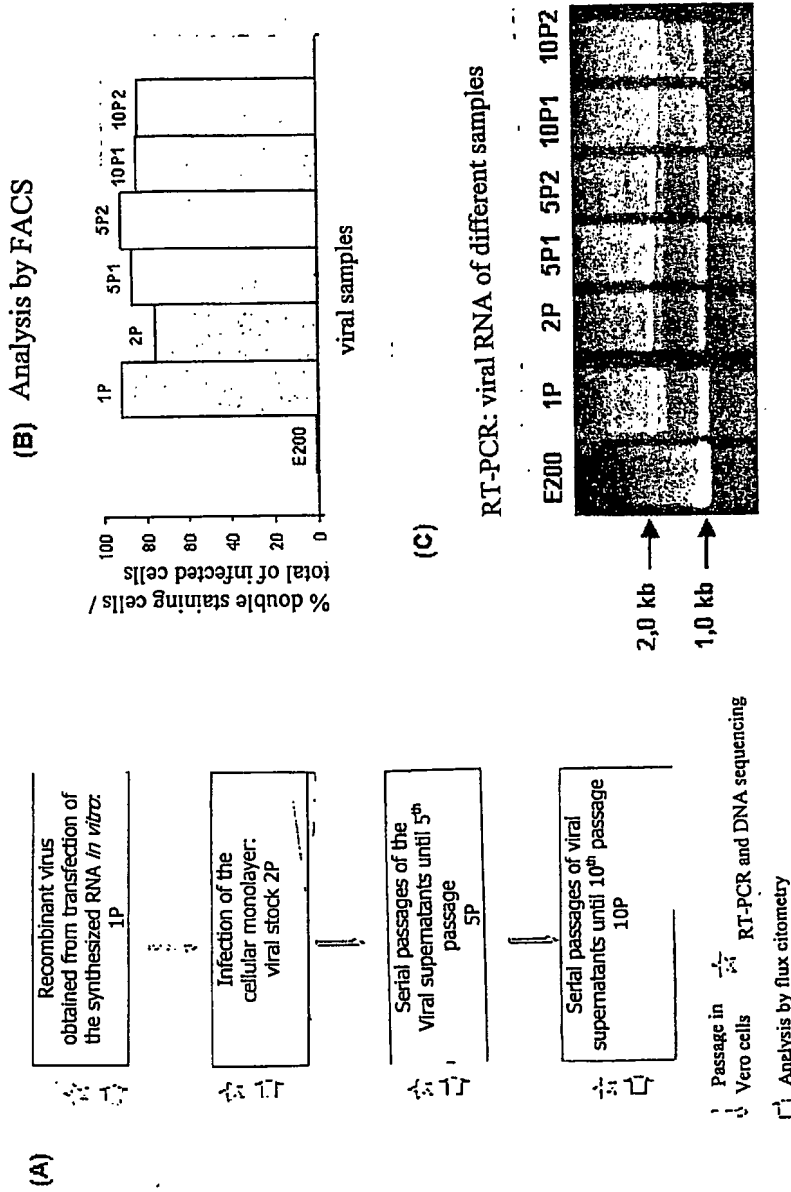 (A)
Recombinant virus
obtained from transfection of
the synthesized RNA in vitro:
1P
Infection of the
cellular monolayer:
viral stock 2P
Serial passages of the
Viral supernatants until 5th
passage
5P
Serial passages of viral
supernatants until 10th passage
10P
Passage in
Vero cells
RT-PCR and DNA sequencing
Analysis by flux citometry
(B) Analysis by FACS
% double staining cells /
total of infected cells
100
80
60
40
20
0
E200
1P
2P
5P1
5P2
10P1
10P2
viral samples
(C)
RT-PCR: viral RNA of different samples
E200 1P 2P 5P1 5P2 10P1 10P2
2,0 kb
1,0 kb